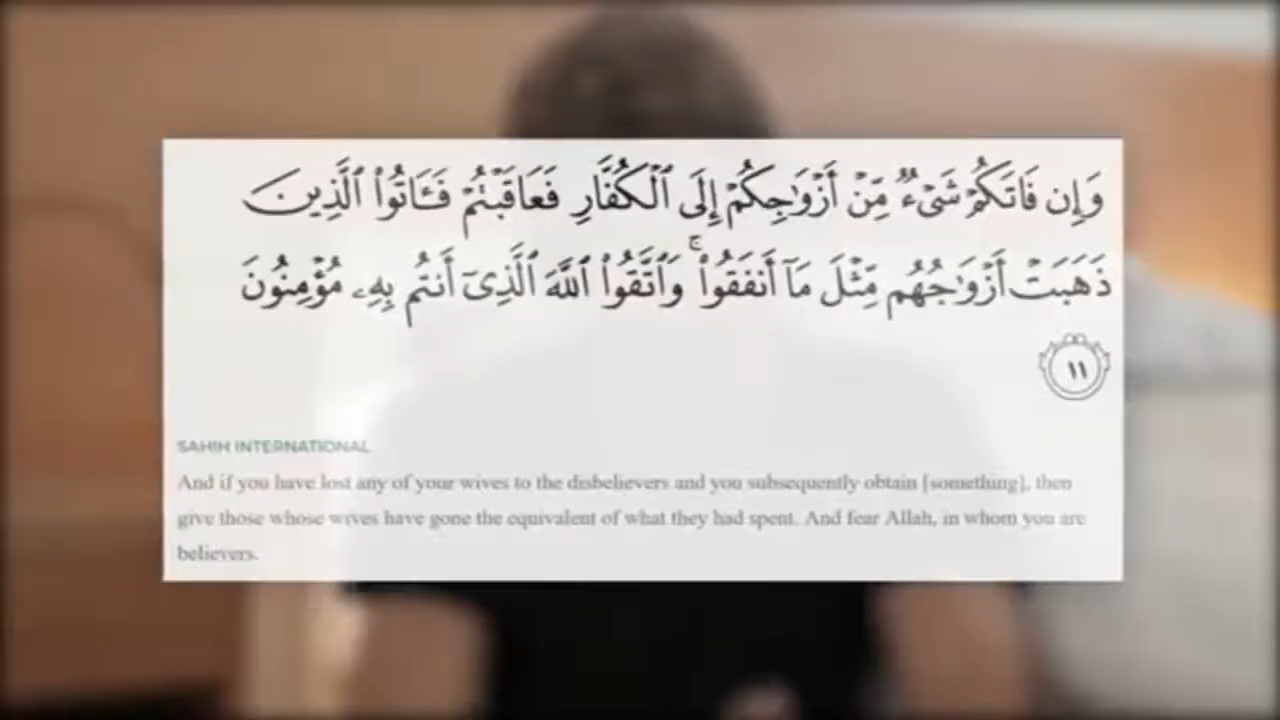 وَإِن فَاتَكُمْ شَىْءٌ مِّنْ أَزْوَٰجِكُمْ إِلَى ٱلْكُفَّارِ فَعَاقَبْتُمْ فَـَٔاتُوا۟ ٱلَّذِينَ
ذَهَبَتْ أَزْوَٰجُهُم مِّثْلَ مَآ أَنفَقُوا۟ ۚ وَٱتَّقُوا۟ ٱللَّهَ ٱلَّذِىٓ أَنتُم بِهِۦ مُؤْمِنُونَ
١١
SAHIH INTERNATIONAL
And if you have lost any of your wives to the disbelievers and you subsequently obtain [something], then
give those whose wives have gone the equivalent of what they had spent. And fear Allah, in whom you are
believers.